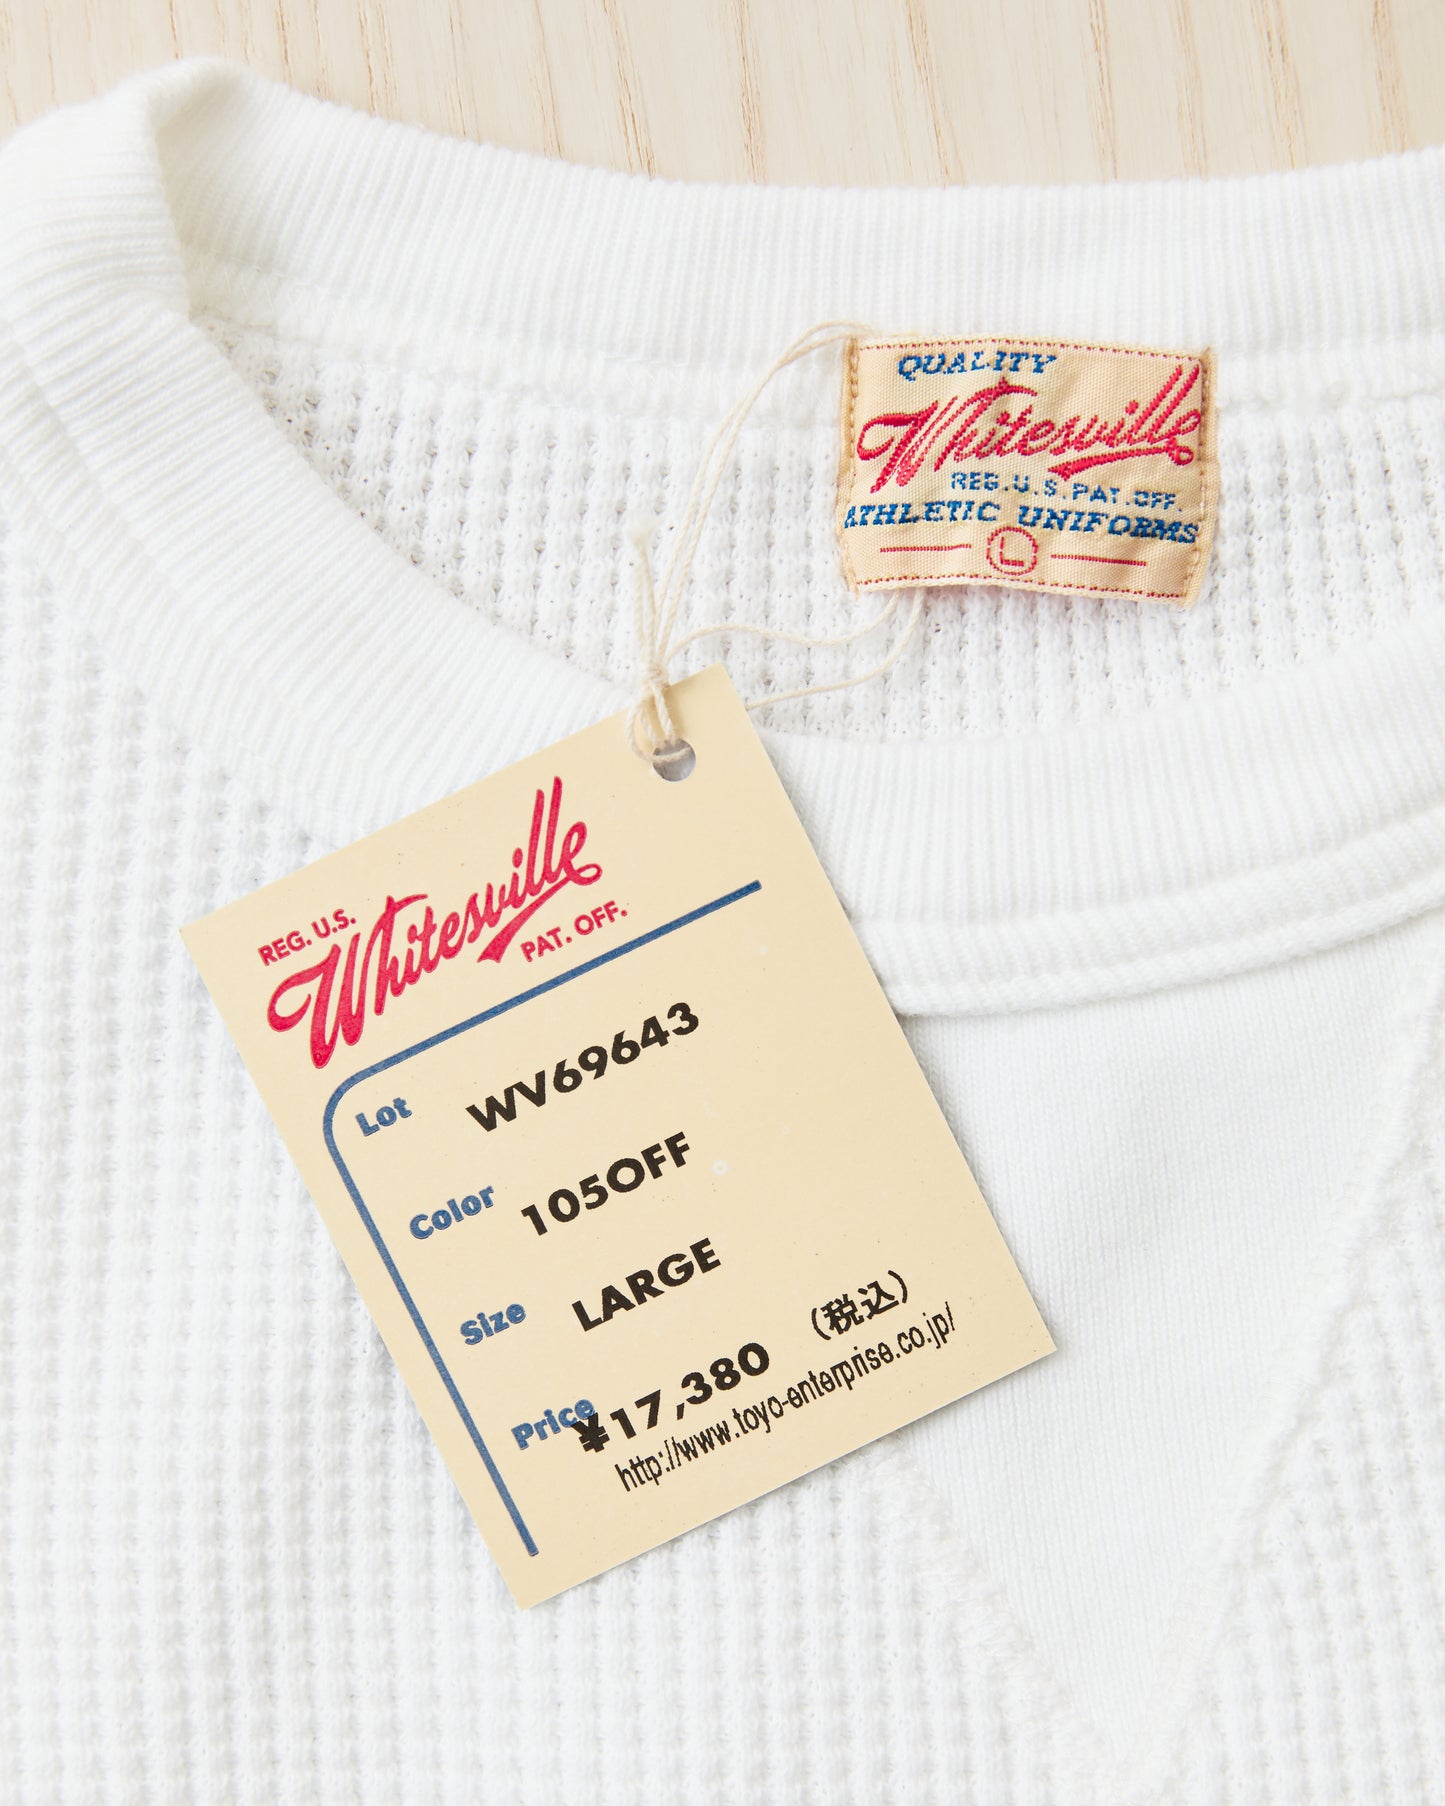 QUALITY
Whitesville
REG.U.S.PAT.OFF.
ATHLETIC UNIFORMS
L
REG. U.S.
Whitesville
PAT. OFF.
Lot WV69643
Color 105OFF
Size LARGE
Price ¥17,380 (税込)
http://www.toyo-enterprise.co.jp/